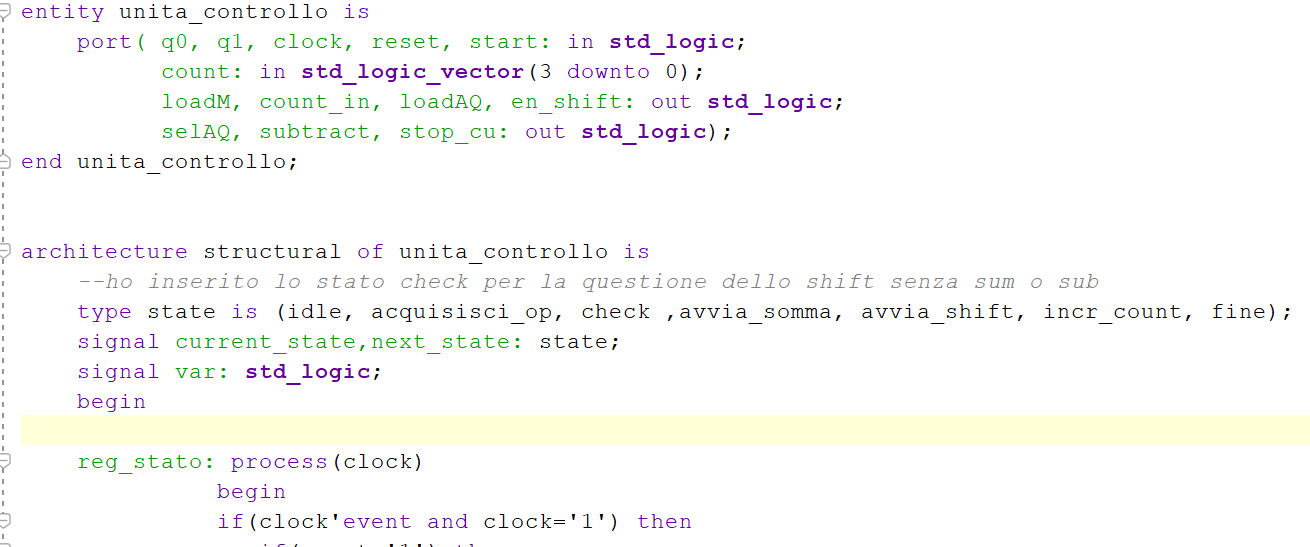 entity unita_controllo is
port( q0, q1, clock, reset, start: in std_logic;
count: in std_logic_vector(3 downto 0);
loadM, count_in, loadAQ, en_shift: out std_logic;
selAQ, subtract, stop_cu: out std_logic);
end unita_controllo;
architecture structural of unita_controllo is
--ho inserito lo stato check per la questione dello shift senza sum o sub
type state is (idle, acquisisci_op, check ,avvia_somma, avvia_shift, incr_count, fine);
signal current_state,next_state: state;
signal var: std_logic;
begin
reg_stato: process(clock)
begin
if(clock'event and clock='1') then